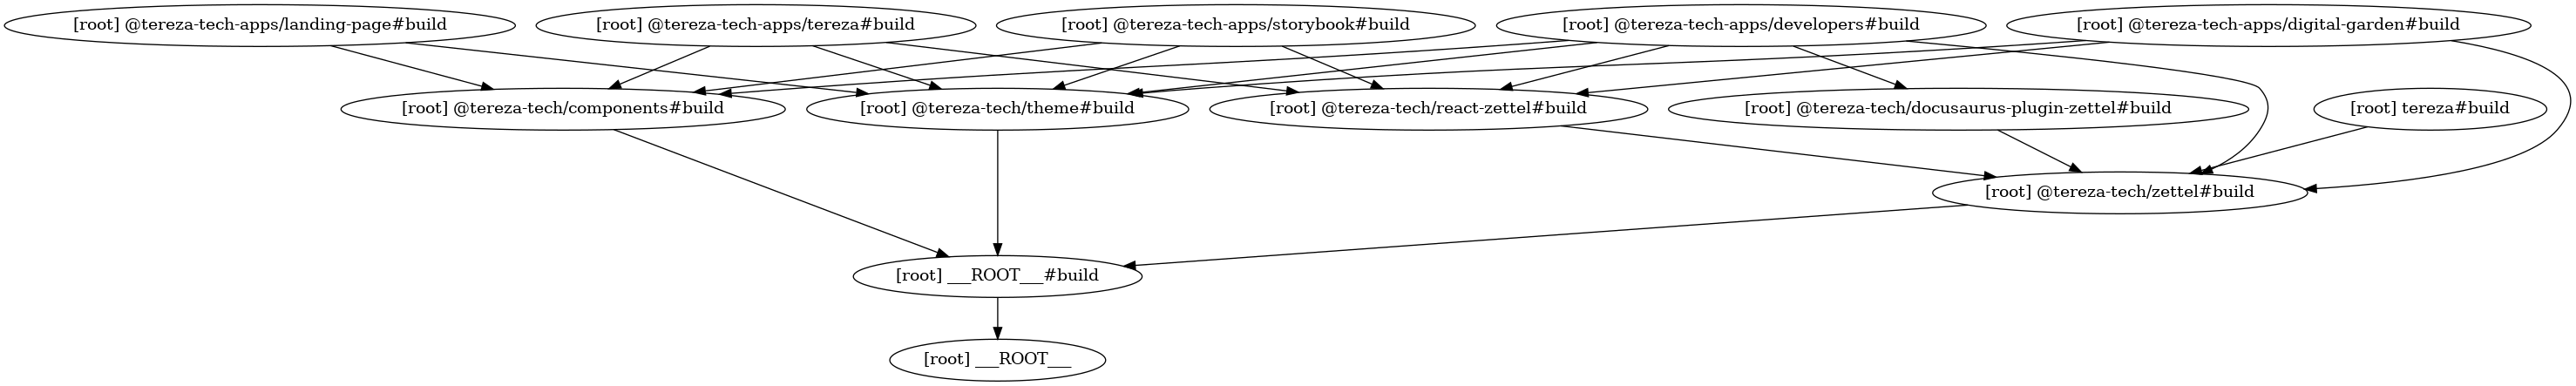 [root] @tereza-tech-apps/landing-page#build
[root] @tereza-tech-apps/tereza#build
[root] @tereza-tech-apps/storybook#build
[root] @tereza-tech-apps/developers#build
[root] @tereza-tech-apps/digital-garden#build
[root] @tereza-tech/components#build
[root] @tereza-tech/theme#build
[root] @tereza-tech/react-zettel#build
[root] @tereza-tech/docusaurus-plugin-zettel#build
[root] tereza#build
[root] @tereza-tech/zettel#build
[root] ___ROOT___#build
[root] ___ROOT___